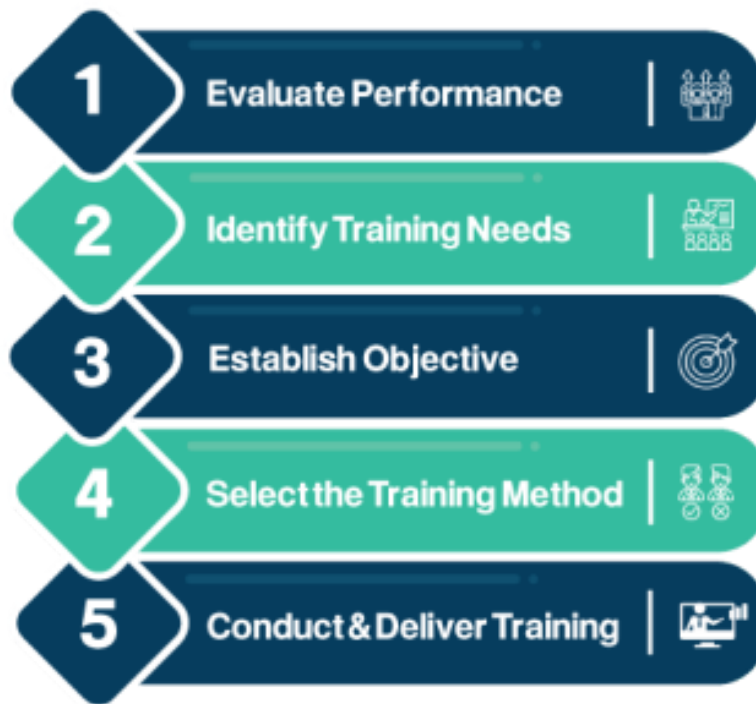 1
Evaluate Performance
2
Identify Training Needs
3
Establish Objective
4
Select the Training Method
5
Conduct & Deliver Training